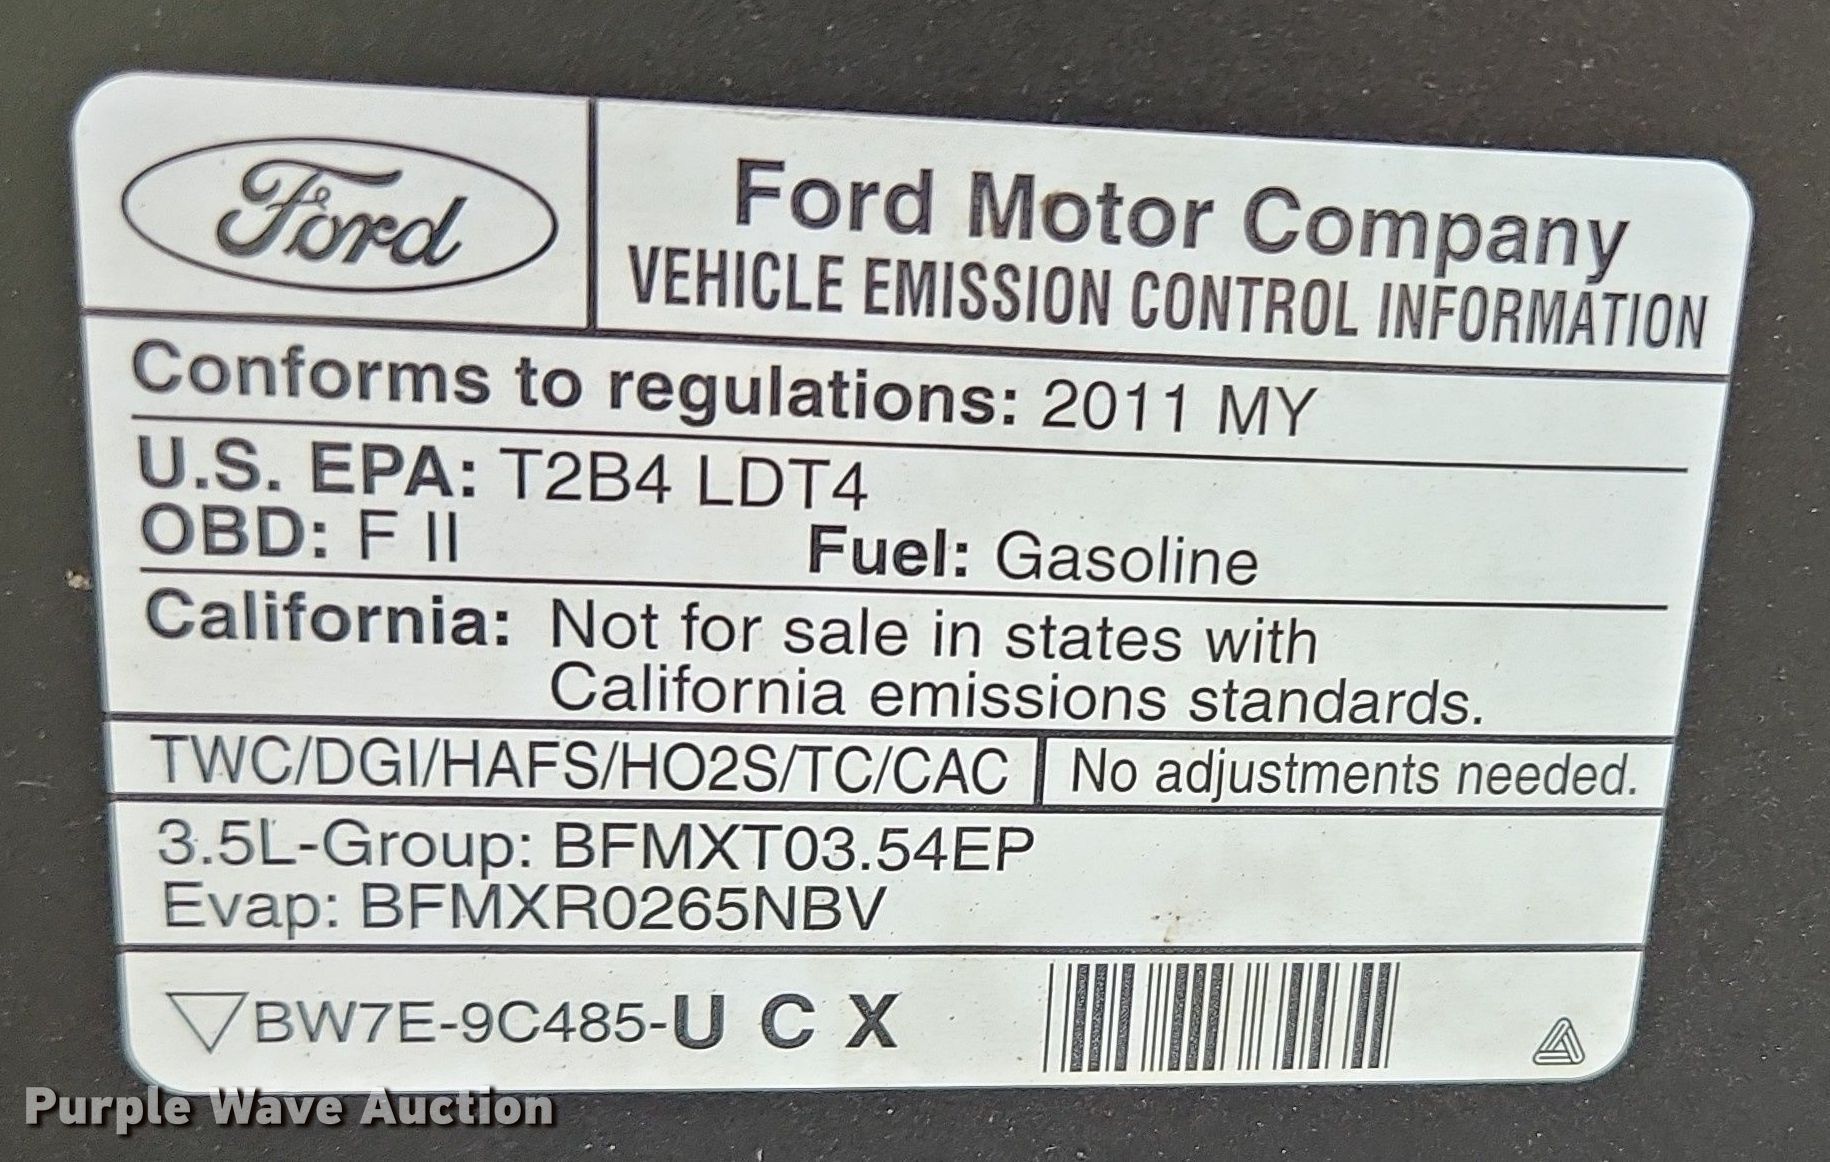 Ford
Ford Motor Company
VEHICLE EMISSION CONTROL INFORMATION
Conforms to regulations: 2011 MY
U.S. EPA: T2B4 LDT4
OBD: F II Fuel: Gasoline
California: Not for sale in states with
California emissions standards.
TWC/DGI/HAFS/HO2S/TC/CAC No adjustments needed.
3.5L-Group: BFMXT03.54EP
Evap: BFMXR0265NBV
BW7E-9C485-U C X
Purple Wave Auction